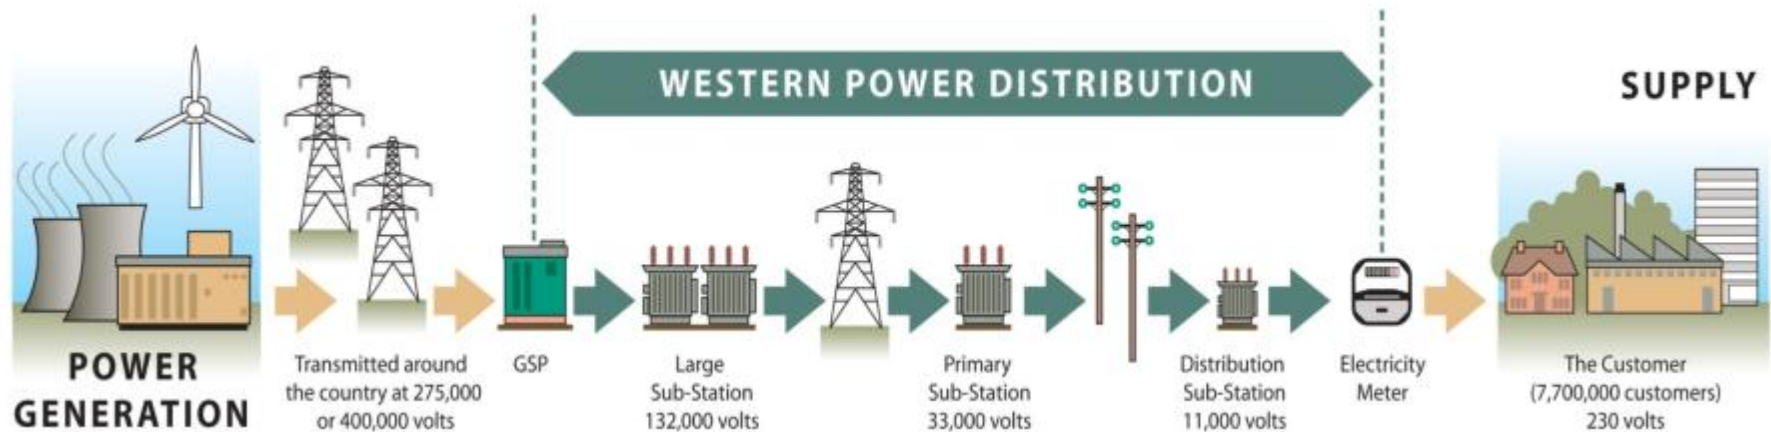 WESTERN POWER DISTRIBUTION
SUPPLY
POWER
GENERATION
Transmitted around
the country at 275,000
or 400,000 volts
GSP
Large
Sub-Station
132,000 volts
Primary
Sub-Station
33,000 volts
Distribution
Sub-Station
11,000 volts
Electricity
Meter
The Customer
(7,700,000 customers)
230 volts